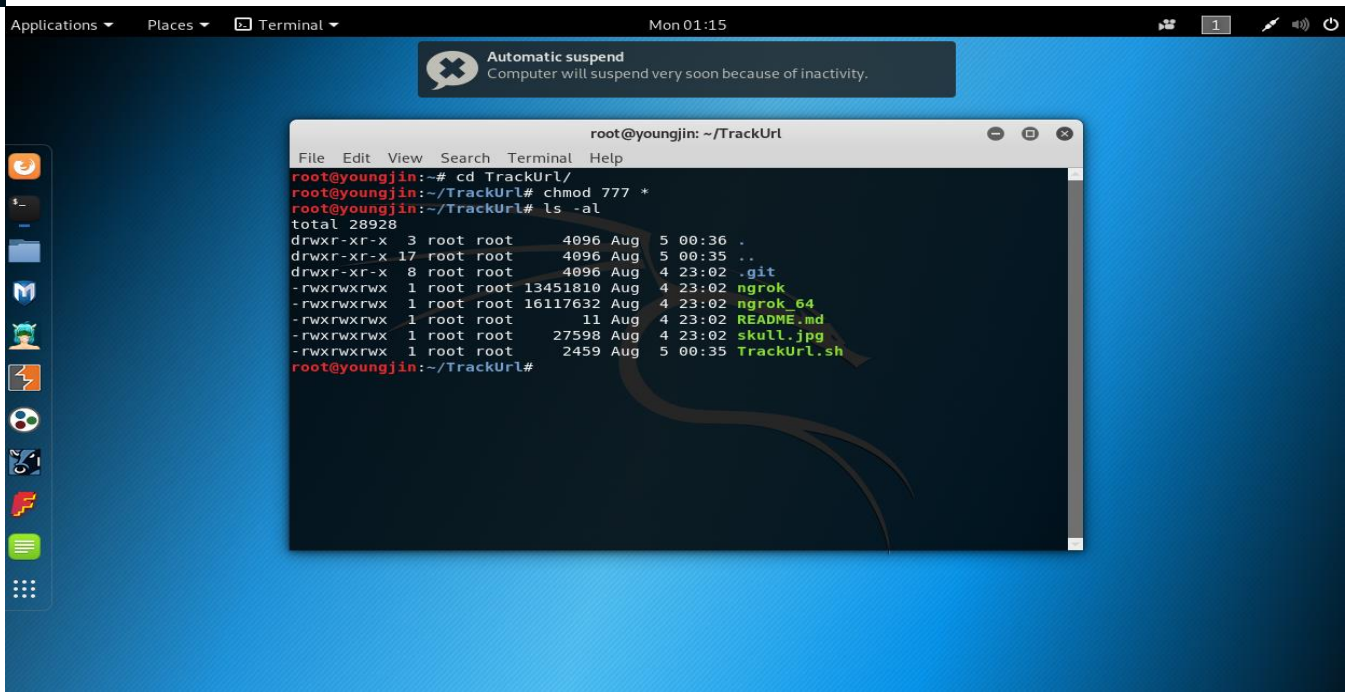 Applications Places Terminal Mon 01:15 1
Automatic suspend
Computer will suspend very soon because of inactivity.
root@youngjin: ~/TrackUrl
File Edit View Search Terminal Help
root@youngjin:~# cd TrackUrl/
root@youngjin:~/TrackUrl# chmod 777 *
root@youngjin:~/TrackUrl# ls -al
total 28928
drwxr-xr-x 3 root root 4096 Aug 5 00:36 .
drwxr-xr-x 17 root root 4096 Aug 5 00:35 ..
drwxr-xr-x 8 root root 4096 Aug 4 23:02 .git
-rwxrwxrwx 1 root root 13451810 Aug 4 23:02 ngrok
-rwxrwxrwx 1 root root 16117632 Aug 4 23:02 ngrok_64
-rwxrwxrwx 1 root root 11 Aug 4 23:02 README.md
-rwxrwxrwx 1 root root 27598 Aug 4 23:02 skull.jpg
-rwxrwxrwx 1 root root 2459 Aug 5 00:35 TrackUrl.sh
root@youngjin:~/TrackUrl#